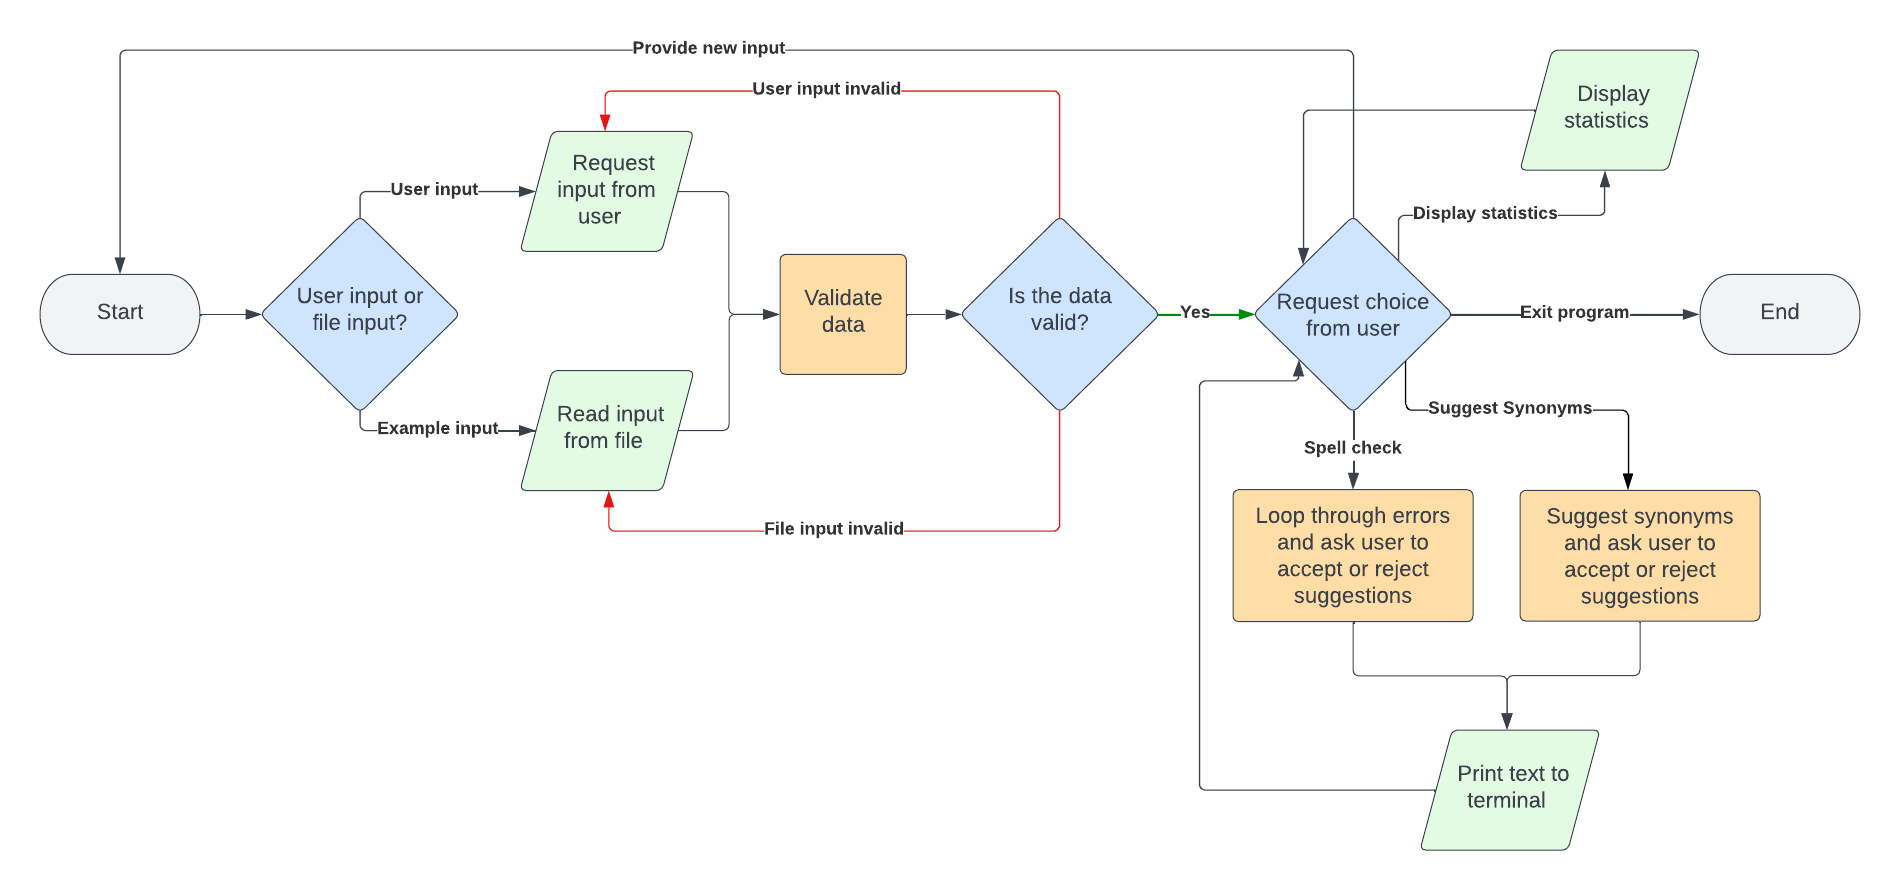 Provide new input
User input invalid
Display
statistics
Request
input from
user
User input
Display statistics
Start
User input or
file input?
Validate
data
Is the data
valid?
Yes
Request choice
from user
Exit program
End
Example input
Read input
from file
Suggest Synonyms
Spell check
File input invalid
Loop through errors
and ask user to
accept or reject
suggestions
Suggest synonyms
and ask user to
accept or reject
suggestions
Print text to
terminal